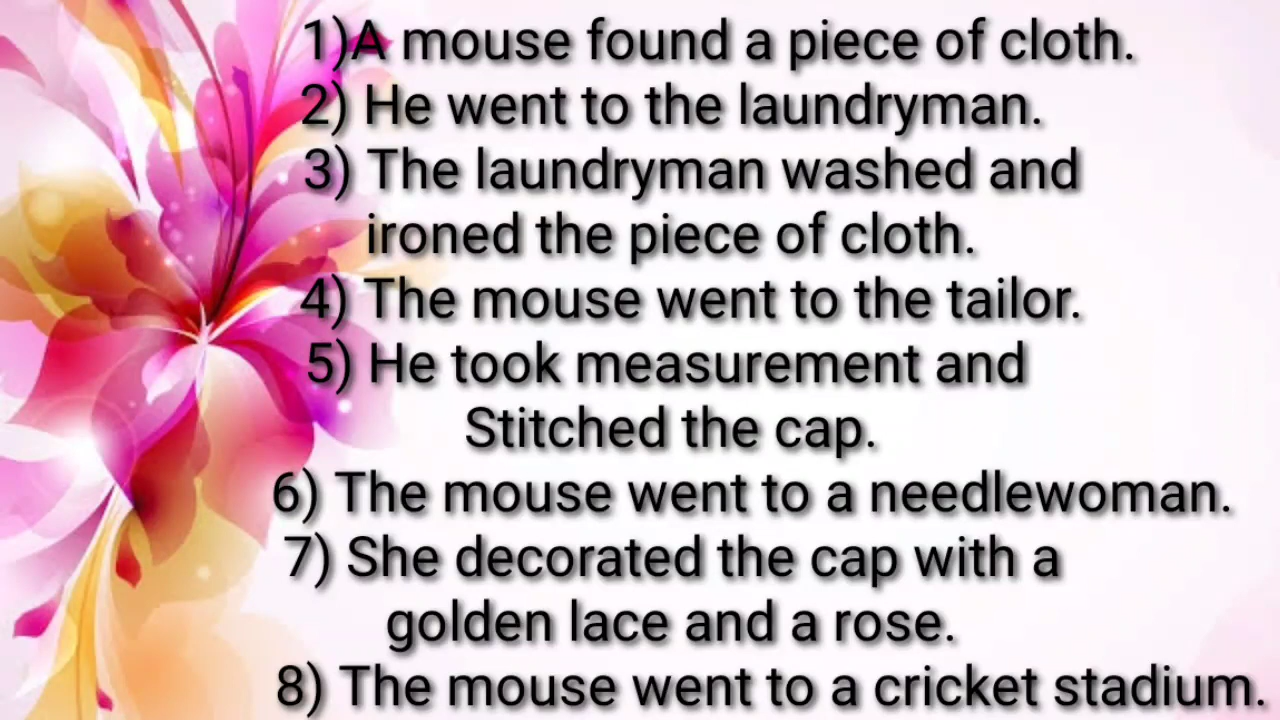 1)A mouse found a piece of cloth.
2) He went to the laundryman.
3) The laundryman washed and
ironed the piece of cloth.
4) The mouse went to the tailor.
5) He took measurement and
Stitched the cap.
6) The mouse went to a needlewoman.
7) She decorated the cap with a
golden lace and a rose.
8) The mouse went to a cricket stadium.